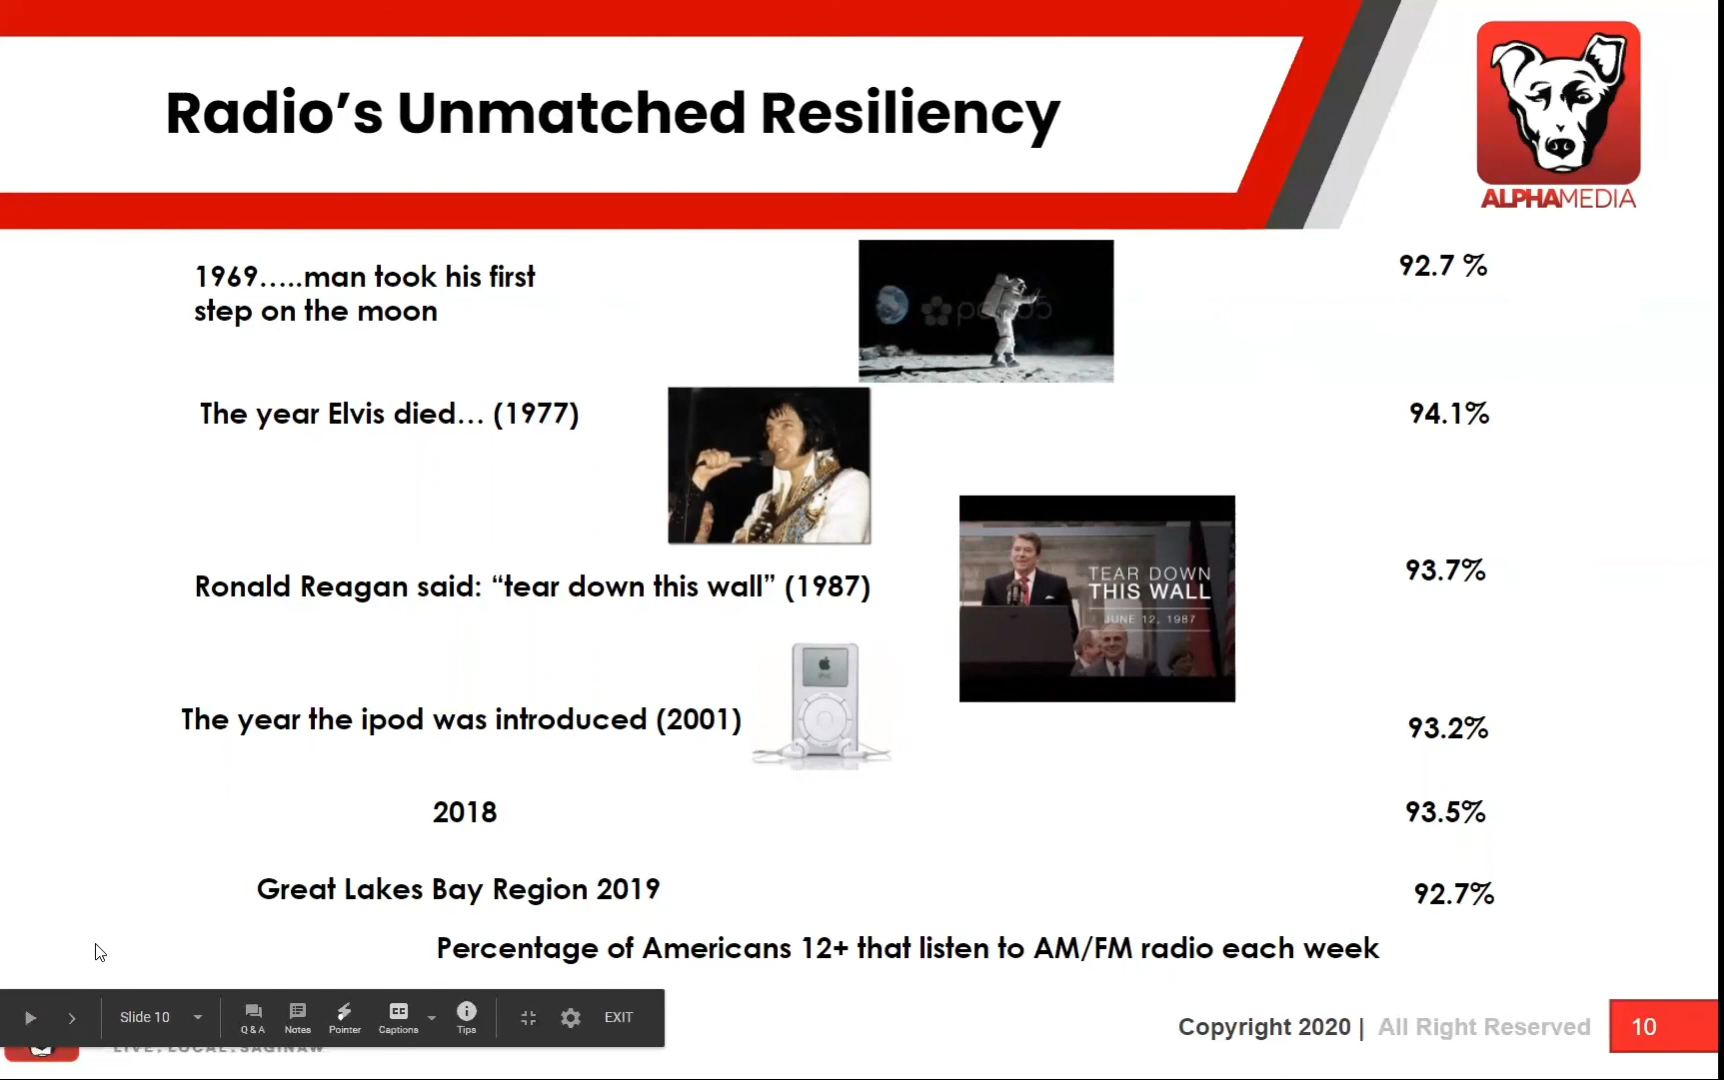 Radio’s Unmatched Resiliency
ALPHAMEDIA
1969.....man took his first
step on the moon
92.7 %
The year Elvis died... (1977)
94.1%
TEAR DOWN
THIS WALL
JUNE 12, 1987
Ronald Reagan said: “tear down this wall” (1987)
93.7%
The year the ipod was introduced (2001)
93.2%
2018
93.5%
Great Lakes Bay Region 2019
92.7%
Percentage of Americans 12+ that listen to AM/FM radio each week
Slide 10
Q & A
Notes
Pointer
CC
Captions
Tips
EXIT
LIVE. LOCAL. SAGINAW
Copyright 2020 | All Right Reserved
10